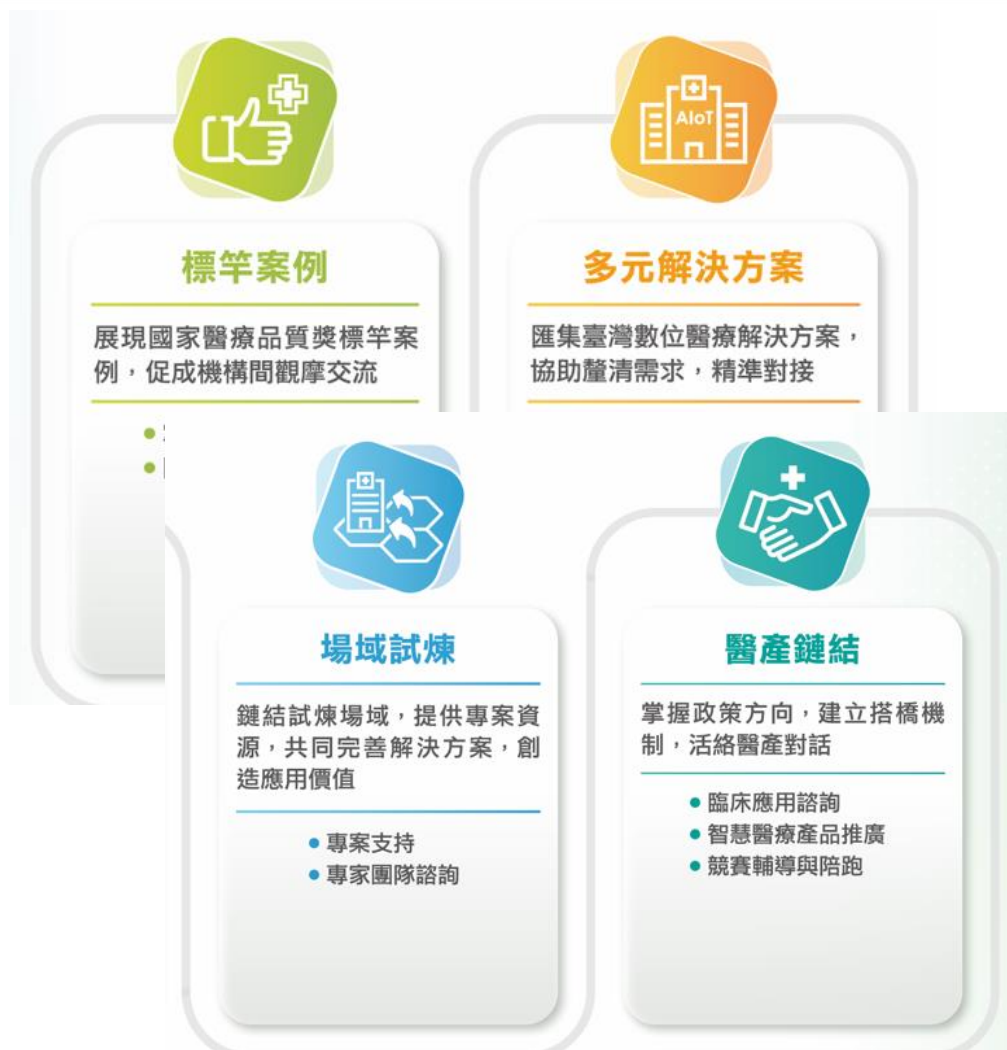 標竿案例
展現國家醫療品質獎標竿案
例，促成機構間觀摩交流
AIoT
多元解決方案
匯集臺灣數位醫療解決方案，
協助釐清需求，精準對接
場域試煉
鏈結試煉場域，提供專案資
源，共同完善解決方案，創
造應用價值
• 專案支持
• 專家團隊諮詢
醫產鏈結
掌握政策方向，建立搭橋機
制，活絡醫產對話
• 臨床應用諮詢
• 智慧醫療產品推廣
• 競賽輔導與陪跑